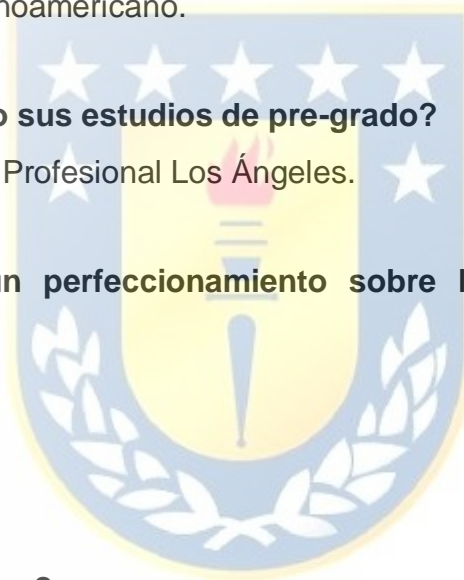 noamericano.
o sus estudios de pre-grado?
Profesional Los Ángeles.
un perfeccionamiento sobre l